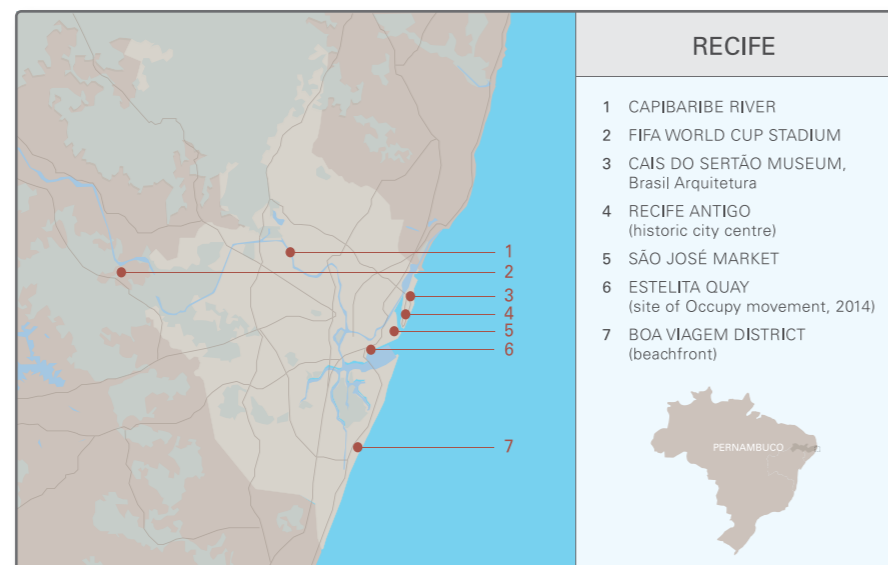 RECIFE
1 CAPIBARIBE RIVER
2 FIFA WORLD CUP STADIUM
3 CAIS DO SERTÃO MUSEUM,
Brasil Arquitetura
4 RECIFE ANTIGO
(historic city centre)
5 SÃO JOSÉ MARKET
6 ESTELITA QUAY
(site of Occupy movement, 2014)
7 BOA VIAGEM DISTRICT
(beachfront)
PERNAMBUCO
1
2
3
4
5
6
7